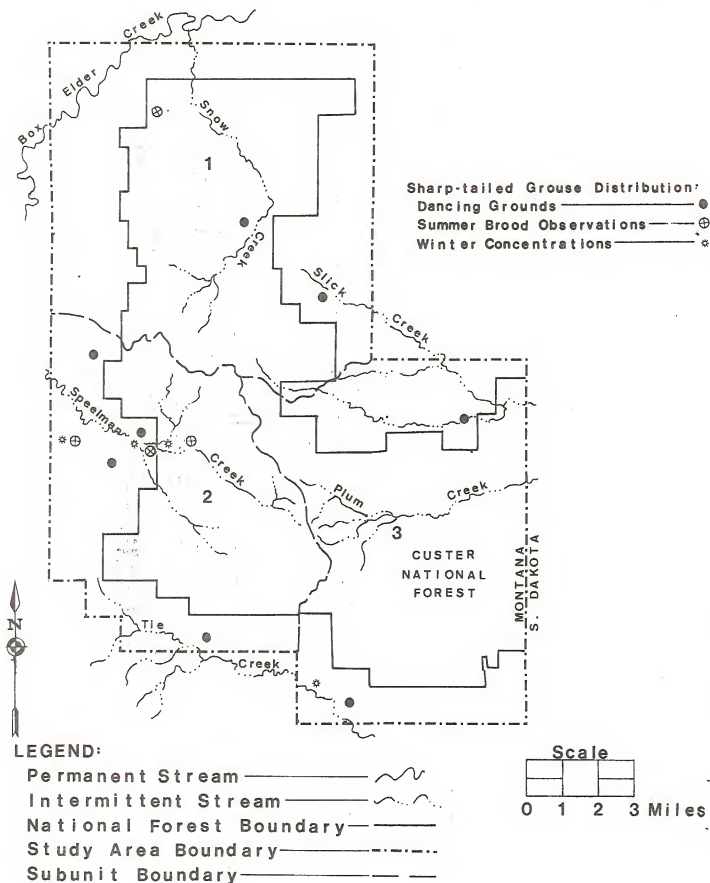 Box Elder Creek
Snow
1
Creek
Sharp-tailed Grouse Distribution:
Dancing Grounds
Summer Brood Observations
Winter Concentrations
Slick
Creek
Speelman
Creek
2
Plum Creek
3
CUSTER
NATIONAL
FOREST
MONTANA
S. DAKOTA
N
Tie
Creek
LEGEND:
Permanent Stream
Intermittent Stream
National Forest Boundary
Study Area Boundary
Subunit Boundary
Scale
0 1 2 3 Miles